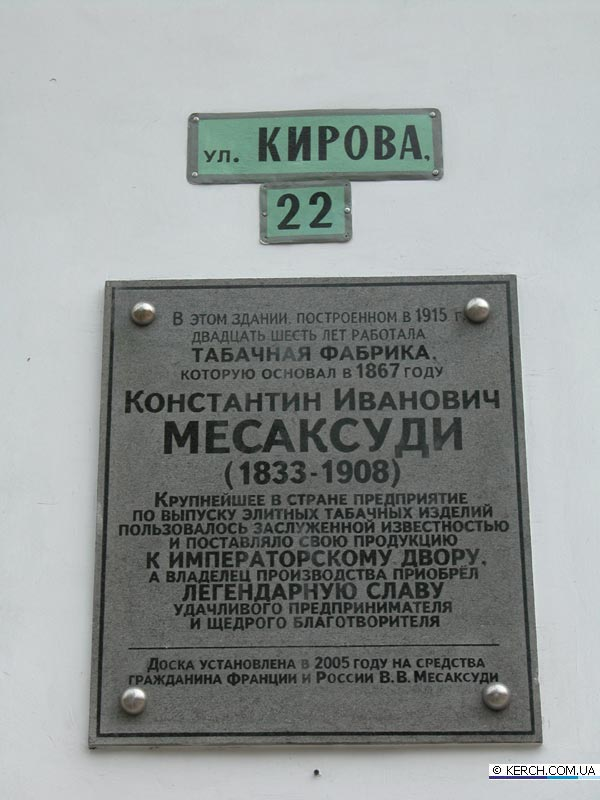 ул. КИРОВА,
22
В ЭТОМ ЗДАНИИ, ПОСТРОЕННОМ В 1915 Г
ДВАДЦАТЬ ШЕСТЬ ЛЕТ РАБОТАЛА
ТАБАЧНАЯ ФАБРИКА,
КОТОРУЮ ОСНОВАЛ В 1867 ГОДУ
КОНСТАНТИН ИВАНОВИЧ
МЕСАКСУДИ
(1833-1908)
КРУПНЕЙШЕЕ В СТРАНЕ ПРЕДПРИЯТИЕ
ПО ВЫПУСКУ ЭЛИТНЫХ ТАБАЧНЫХ ИЗДЕЛИЙ
ПОЛЬЗОВАЛОСЬ ЗАСЛУЖЕННОЙ ИЗВЕСТНОСТЬЮ
И ПОСТАВЛЯЛО СВОЮ ПРОДУКЦИЮ
К ИМПЕРАТОРСКОМУ ДВОРУ,
А ВЛАДЕЛЕЦ ПРОИЗВОДСТВА ПРИОБРЁЛ
ЛЕГЕНДАРНУЮ СЛАВУ
УДАЧЛИВОГО ПРЕДПРИНИМАТЕЛЯ
И ЩЕДРОГО БЛАГОТВОРИТЕЛЯ
ДОСКА УСТАНОВЛЕНА В 2005 ГОДУ НА СРЕДСТВА
ГРАЖДАНИНА ФРАНЦИИ И РОССИИ В.В. МЕСАКСУДИ
© KERCH.COM.UA